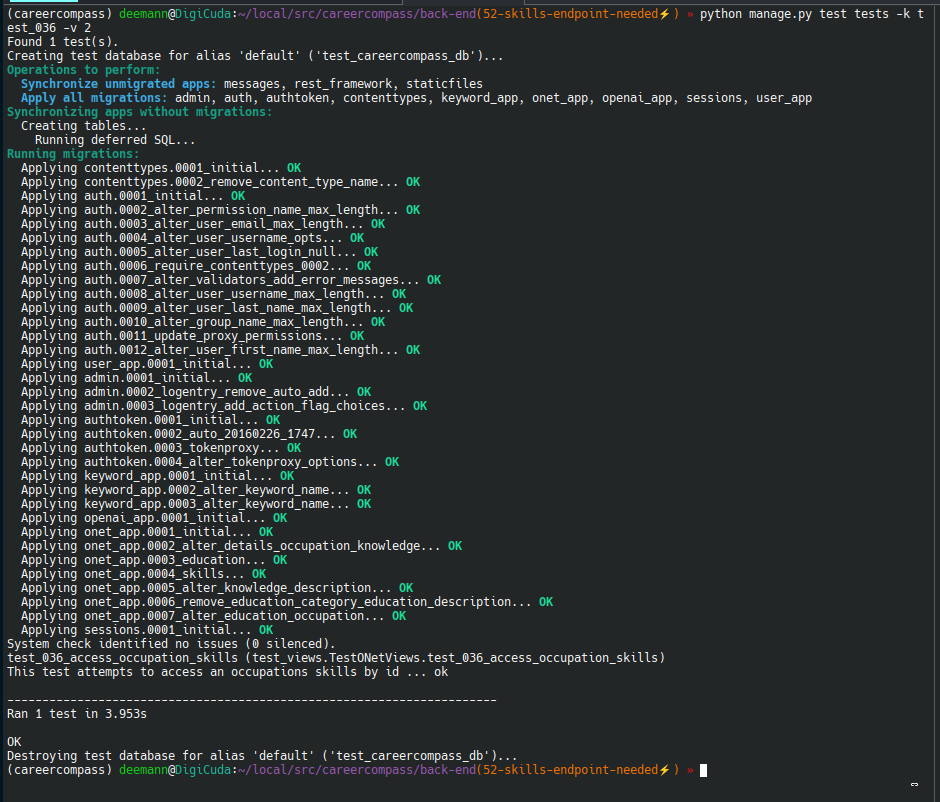 (careercompass) deemann@DigiCuda:~/local/src/careercompass/back-end(52-skills-endpoint-needed⚡) » python manage.py test tests -k t
est_036 -v 2
Found 1 test(s).
Creating test database for alias 'default' ('test_careercompass_db')...
Operations to perform:
  Synchronize unmigrated apps: messages, rest_framework, staticfiles
  Apply all migrations: admin, auth, authtoken, contenttypes, keyword_app, onet_app, openai_app, sessions, user_app
Synchronizing apps without migrations:
  Creating tables...
    Running deferred SQL...
Running migrations:
  Applying contenttypes.0001_initial... OK
  Applying contenttypes.0002_remove_content_type_name... OK
  Applying auth.0001_initial... OK
  Applying auth.0002_alter_permission_name_max_length... OK
  Applying auth.0003_alter_user_email_max_length... OK
  Applying auth.0004_alter_user_username_opts... OK
  Applying auth.0005_alter_user_last_login_null... OK
  Applying auth.0006_require_contenttypes_0002... OK
  Applying auth.0007_alter_validators_add_error_messages... OK
  Applying auth.0008_alter_user_username_max_length... OK
  Applying auth.0009_alter_user_last_name_max_length... OK
  Applying auth.0010_alter_group_name_max_length... OK
  Applying auth.0011_update_proxy_permissions... OK
  Applying auth.0012_alter_user_first_name_max_length... OK
  Applying user_app.0001_initial... OK
  Applying admin.0001_initial... OK
  Applying admin.0002_logentry_remove_auto_add... OK
  Applying admin.0003_logentry_add_action_flag_choices... OK
  Applying authtoken.0001_initial... OK
  Applying authtoken.0002_auto_20160226_1747... OK
  Applying authtoken.0003_tokenproxy... OK
  Applying authtoken.0004_alter_tokenproxy_options... OK
  Applying keyword_app.0001_initial... OK
  Applying keyword_app.0002_alter_keyword_name... OK
  Applying keyword_app.0003_alter_keyword_name... OK
  Applying openai_app.0001_initial... OK
  Applying onet_app.0001_initial... OK
  Applying onet_app.0002_alter_details_occupation_knowledge... OK
  Applying onet_app.0003_education... OK
  Applying onet_app.0004_skills... OK
  Applying onet_app.0005_alter_knowledge_description... OK
  Applying onet_app.0006_remove_education_category_education_description... OK
  Applying onet_app.0007_alter_education_occupation... OK
  Applying sessions.0001_initial... OK
System check identified no issues (0 silenced).
test_036_access_occupation_skills (test_views.TestONetViews.test_036_access_occupation_skills)
This test attempts to access an occupations skills by id ... ok
----------------------------------------------------------------------
Ran 1 test in 3.953s
OK
Destroying test database for alias 'default' ('test_careercompass_db')...
(careercompass) deemann@DigiCuda:~/local/src/careercompass/back-end(52-skills-endpoint-needed⚡) »